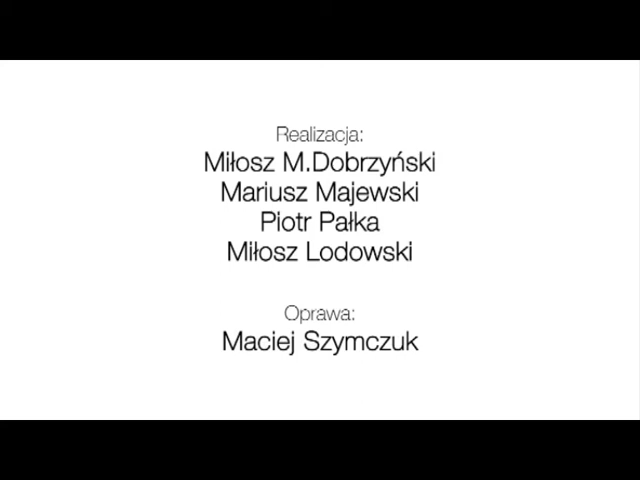 Realizacja:
Miłosz M.Dobrzyński
Mariusz Majewski
Piotr Pałka
Miłosz Lodowski
Oprawa:
Maciej Szymczuk